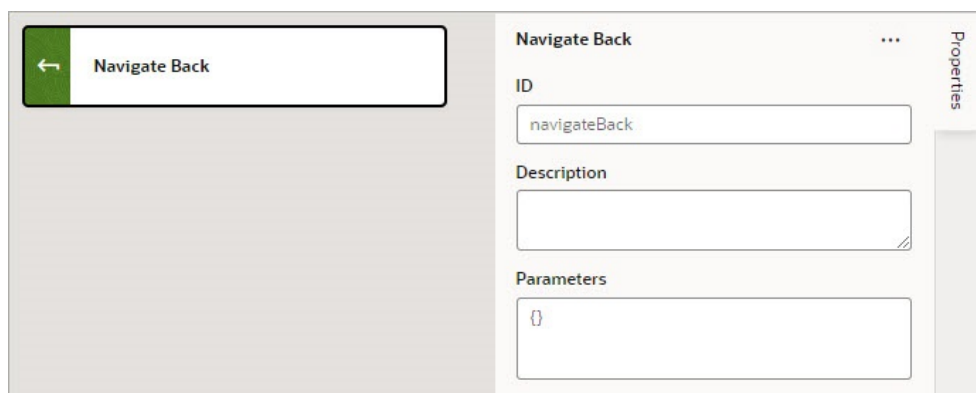 Navigate Back
Navigate Back
...
Properties
ID
navigateBack
Description
Parameters
{}